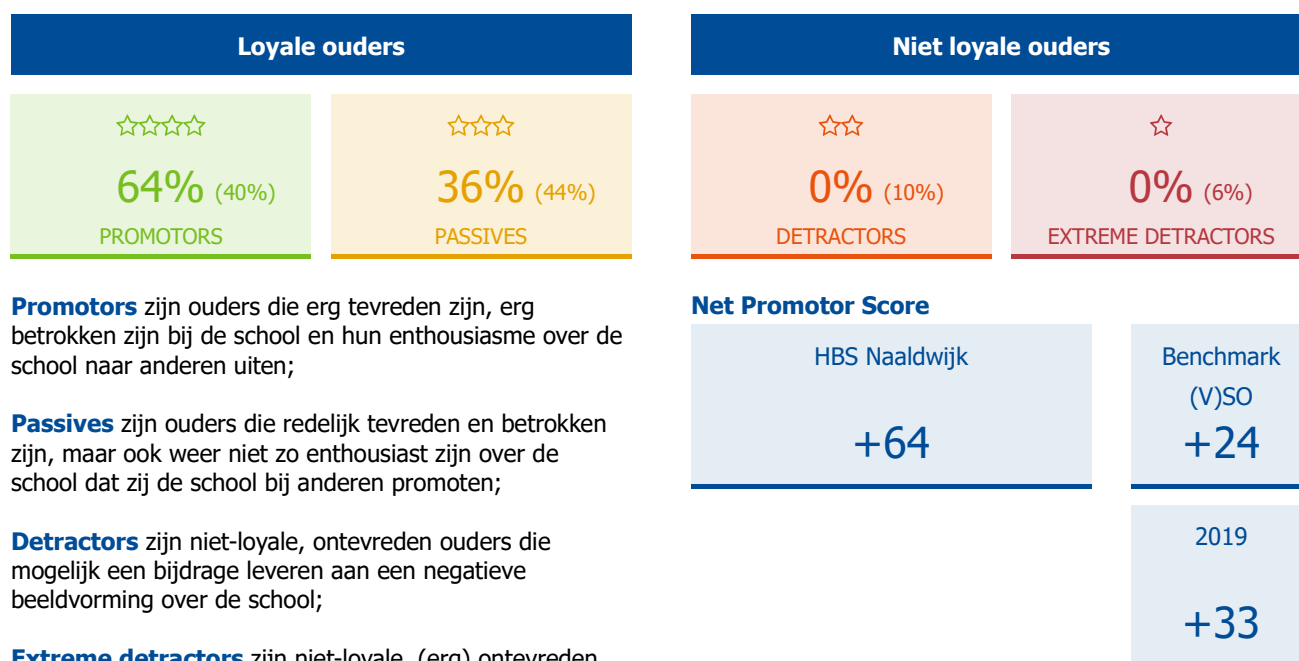 Loyale ouders
64% (40%)
PROMOTORS
36% (44%)
PASSIVES
Promotors zijn ouders die erg tevreden zijn, erg
betrokken zijn bij de school en hun enthousiasme over de
school naar anderen uiten;
Passives zijn ouders die redelijk tevreden en betrokken
zijn, maar ook weer niet zo enthousiast zijn over de
school dat zij de school bij anderen promoten;
Detractors zijn niet-loyale, ontevreden ouders die
mogelijk een bijdrage leveren aan een negatieve
beeldvorming over de school;
Extreme detractors zijn niet-loyale, (erg) ontevreden
Niet loyale ouders
0% (10%)
DETRACTORS
0% (6%)
EXTREME DETRACTORS
Net Promotor Score
HBS Naaldwijk
+64
Benchmark
(V)SO
+24
2019
+33